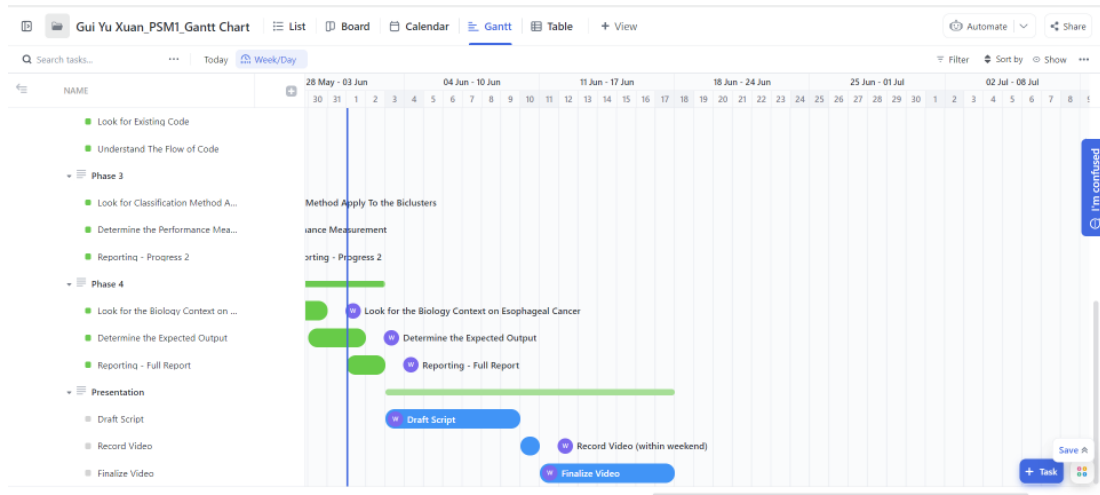 Gui Yu Xuan_PSM1_Gantt Chart List Board Calendar Gantt Table + View Automate Share
Search tasks... ... Today Week/Day Filter Sort by Show ...
NAME
28 May - 03 Jun 04 Jun - 10 Jun 11 Jun - 17 Jun 18 Jun - 24 Jun 25 Jun - 01 Jul 02 Jul - 08 Jul
30 31 1 2 3 4 5 6 7 8 9 10 11 12 13 14 15 16 17 18 19 20 21 22 23 24 25 26 27 28 29 30 1 2 3 4 5 6 7 8
Look for Existing Code
Understand The Flow of Code
I'm confused
Phase 3
Look for Classification Method A... Method Apply To the Biclusters
Determine the Performance Mea... ance Measurement
Reporting - Progress 2 orting - Progress 2
Phase 4
Look for the Biology Context on ... W Look for the Biology Context on Esophageal Cancer
Determine the Expected Output W Determine the Expected Output
Reporting - Full Report W Reporting - Full Report
Presentation
Draft Script W Draft Script
Record Video W Record Video (within weekend)
Save
Finalize Video W Finalize Video
+ Task